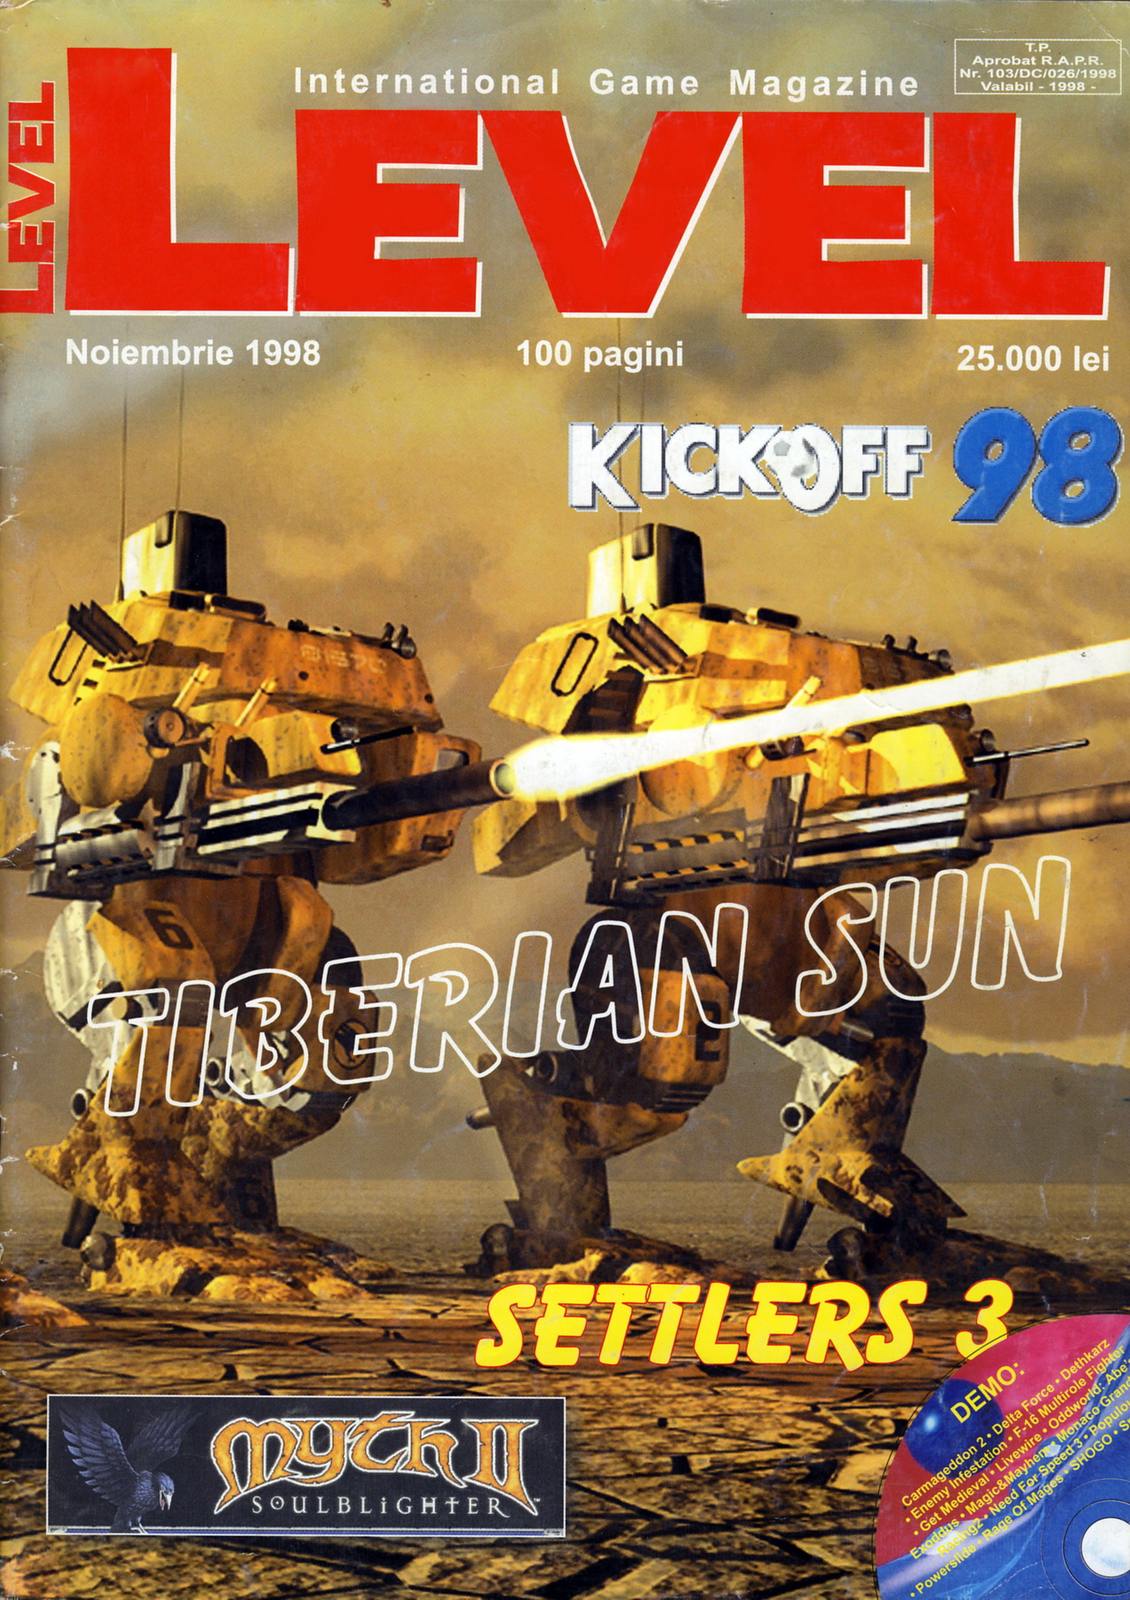 International Game Magazine
T.P.
Aprobat R.A.P.R.
Nr. 103/DC/026/1998
Valabil - 1998 -
LEVEL
LEVEL
Noiembrie 1998
100 pagini
25.000 lei
KICKOFF 98
6
2
TIBERIAN SUN
SETTLERS 3
DEMO:
Carmageddon 2 • Delta Force • Dethkarz
• Enemy Infestation • F-16 Multirole Fighter
• Get Medieval • Livewire • Oddworld: Abe's
Exoddus • Magic&Mayhem • Monaco Grand
Racing2 • Need For Speed 3 •
• Powerslide • Rage Of Mages • SHOGO •
Myth II
SOULBLIGHTER